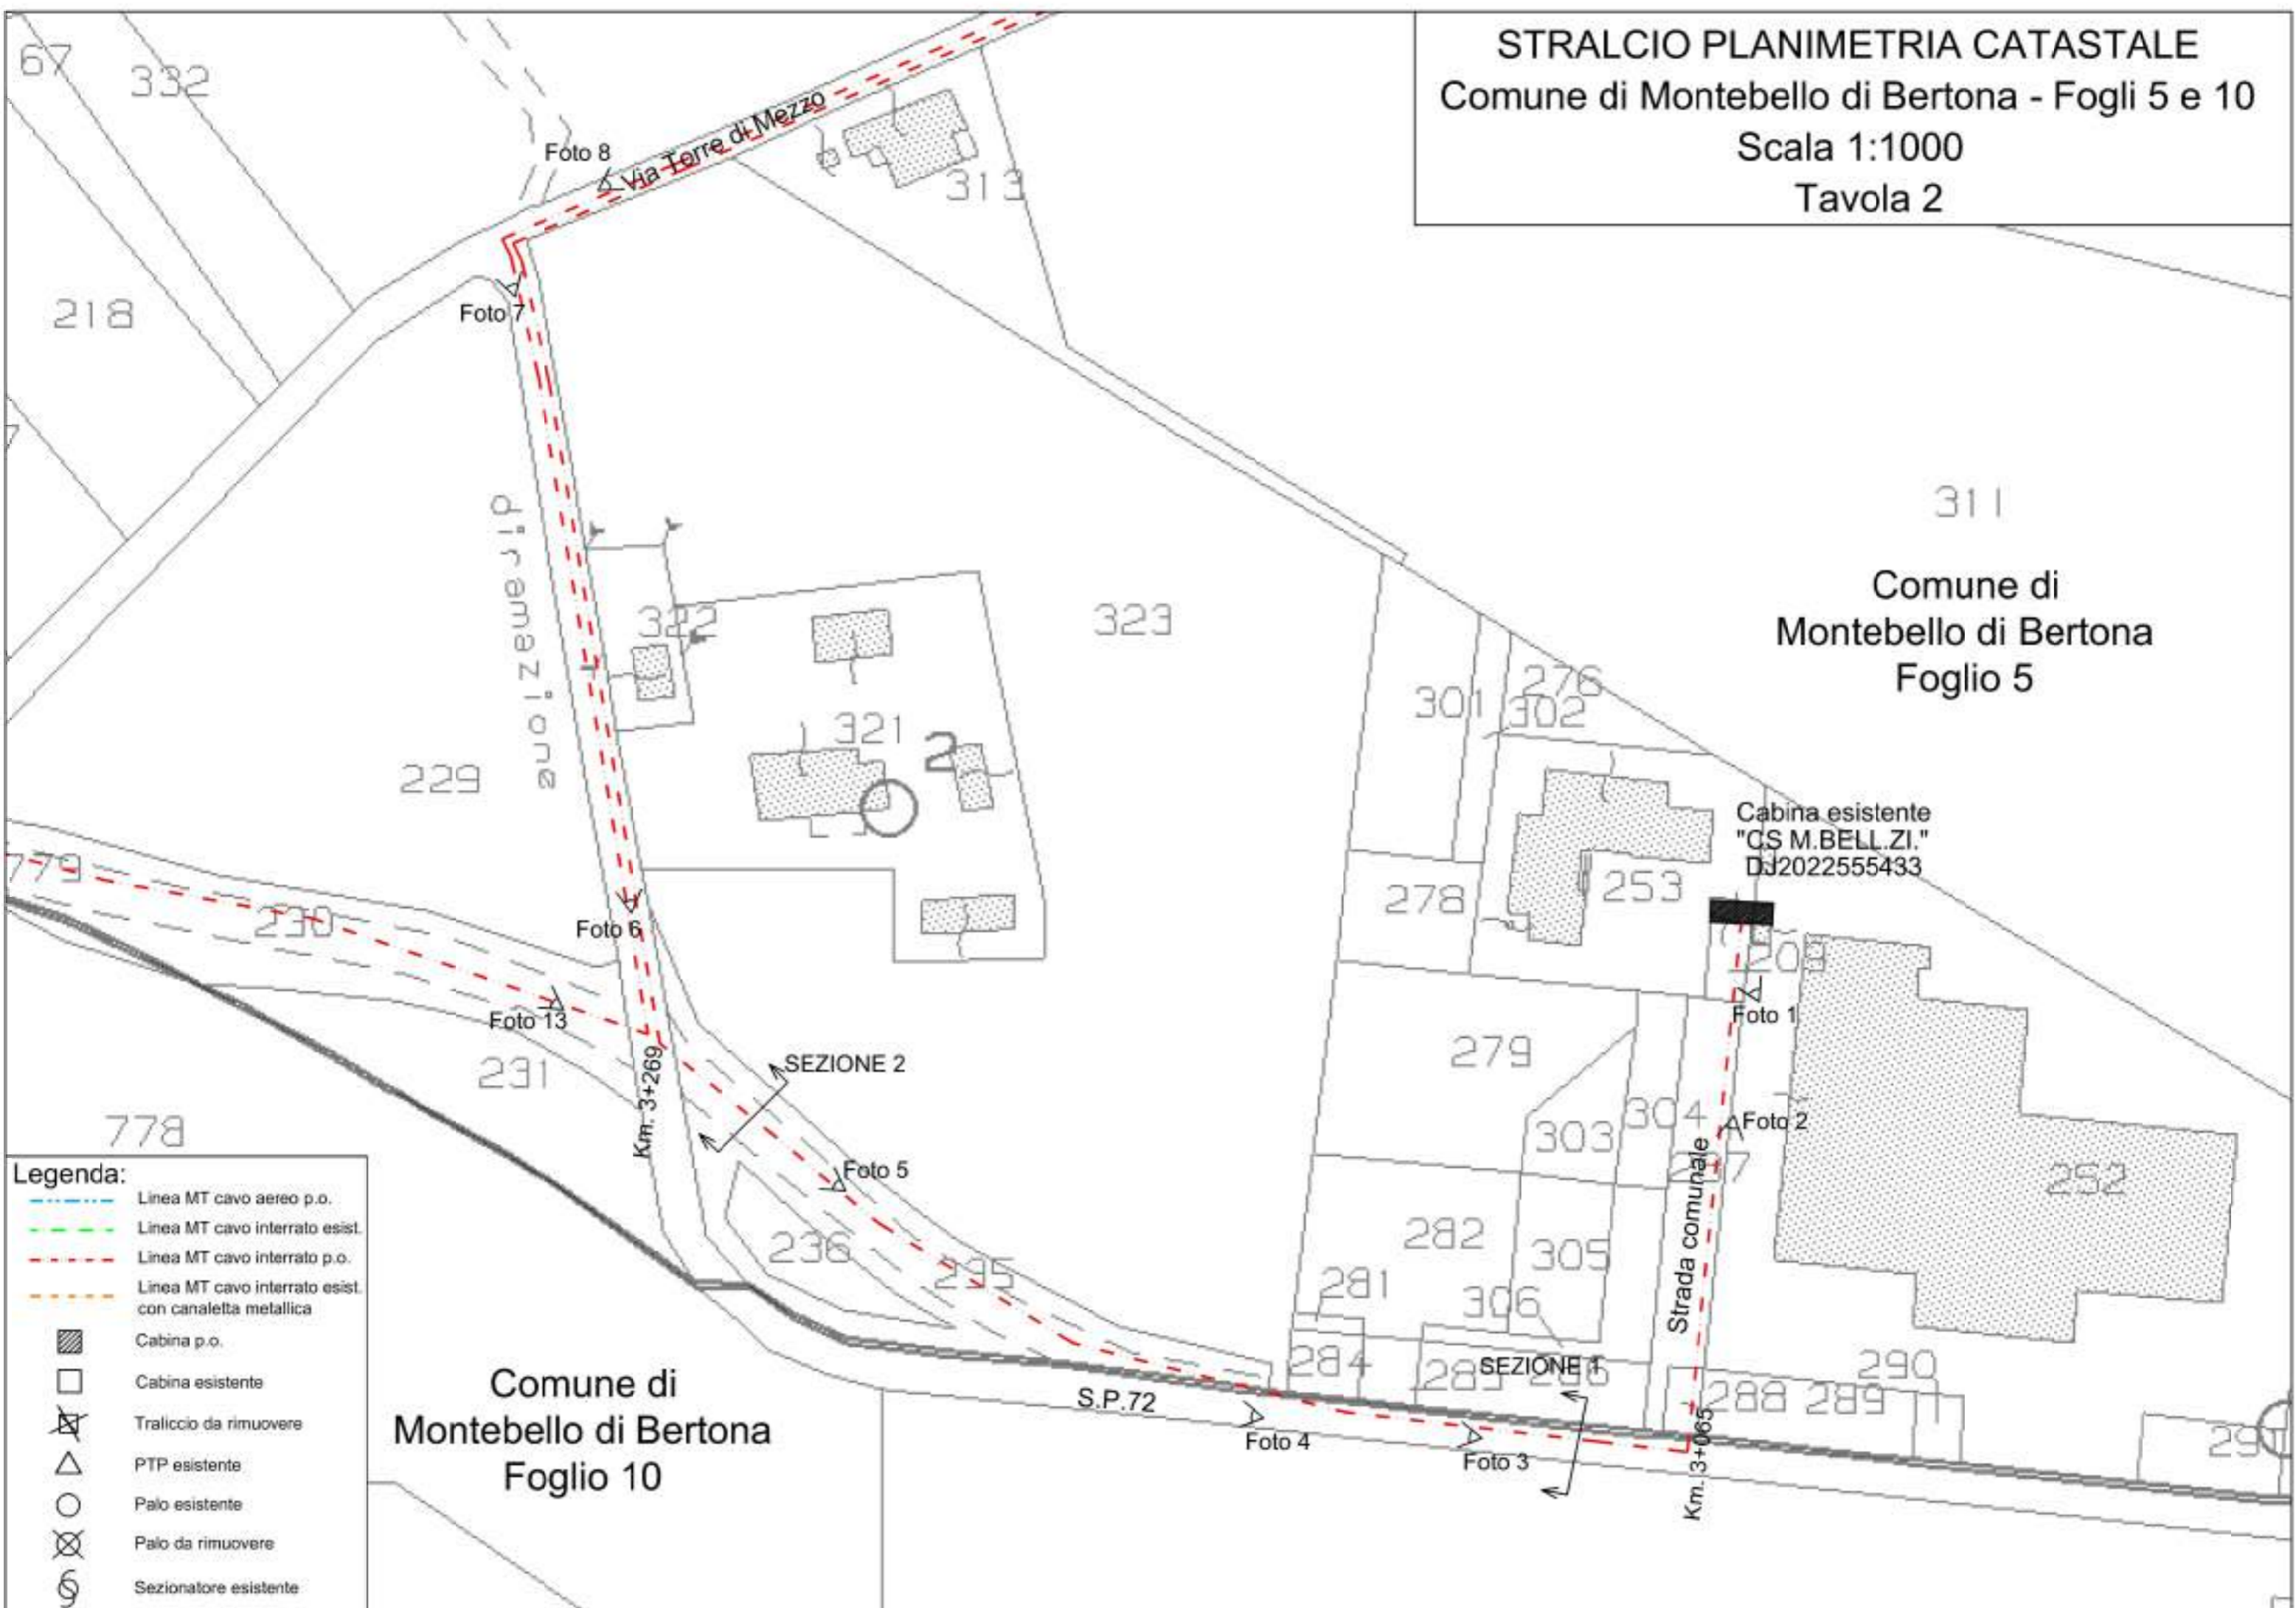 STRALCIO PLANIMETRIA CATASTALE
Comune di Montebello di Bertona - Fogli 5 e 10
Scala 1:1000
Tavola 2
67
332
Foto 8
Via Torre di Mezzo
313
218
Foto 7
311
Comune di
Montebello di Bertona
Foglio 5
diramazione
322
323
276
301
302
321
2
229
Cabina esistente
"CS M.BELL.ZI."
DJ2022555433
779
253
278
230
Foto 6
209
Foto 13
Foto 1
279
SEZIONE 2
231
Km. 3+269
304
Foto 2
303
778
Foto 5
Strada comunale
252
282
236
295
305
281
306
284
285
SEZIONE 1
286
290
288
289
S.P.72
Foto 4
Foto 3
Km. 3+065
291
Comune di
Montebello di Bertona
Foglio 10
Legenda:
Linea MT cavo aereo p.o.
Linea MT cavo interrato esist.
Linea MT cavo interrato p.o.
Linea MT cavo interrato esist.
con canaletta metallica
Cabina p.o.
Cabina esistente
Traliccio da rimuovere
PTP esistente
Palo esistente
Palo da rimuovere
Sezionatore esistente